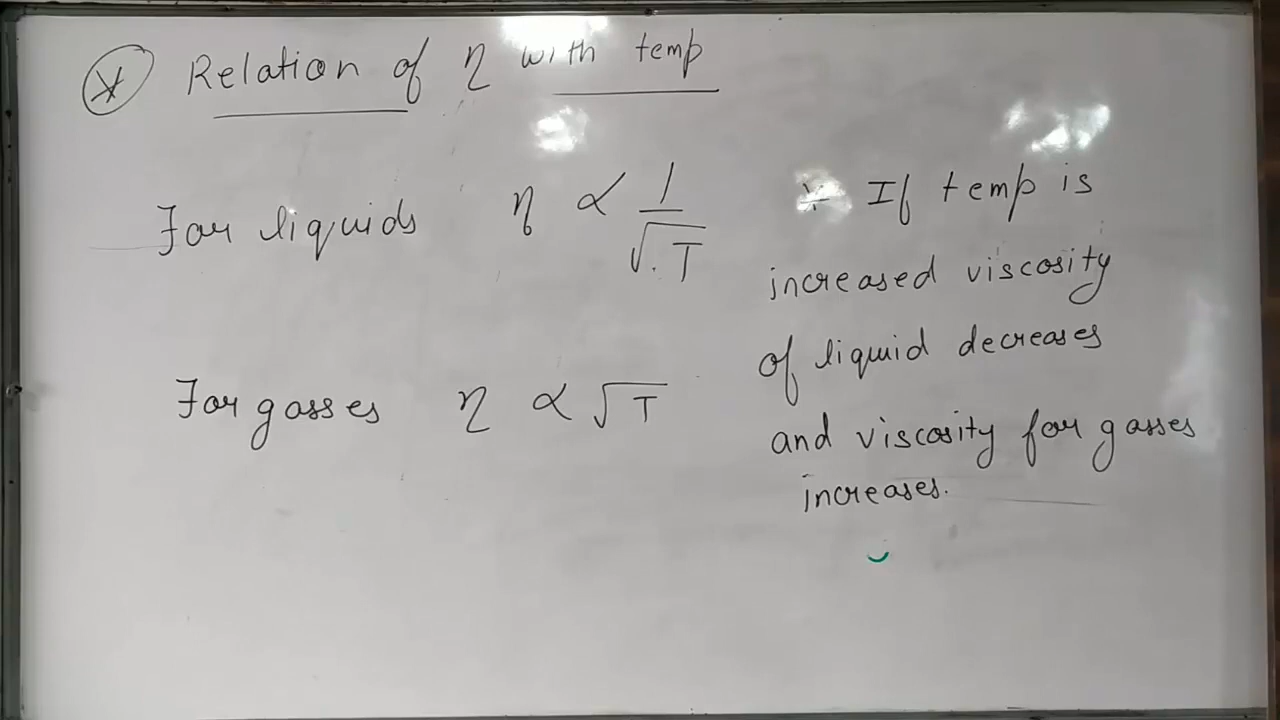 * Relation of η with temp
For liquids η ∝ 1/√T
For gasses η ∝ √T
* If temp is
increased viscosity
of liquid decreases
and viscosity for gasses
increases.